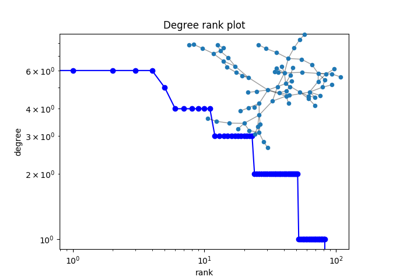 Degree rank plot
6 × 10⁰
4 × 10⁰
3 × 10⁰
2 × 10⁰
10⁰
degree
10⁰ 10¹ 10²
rank